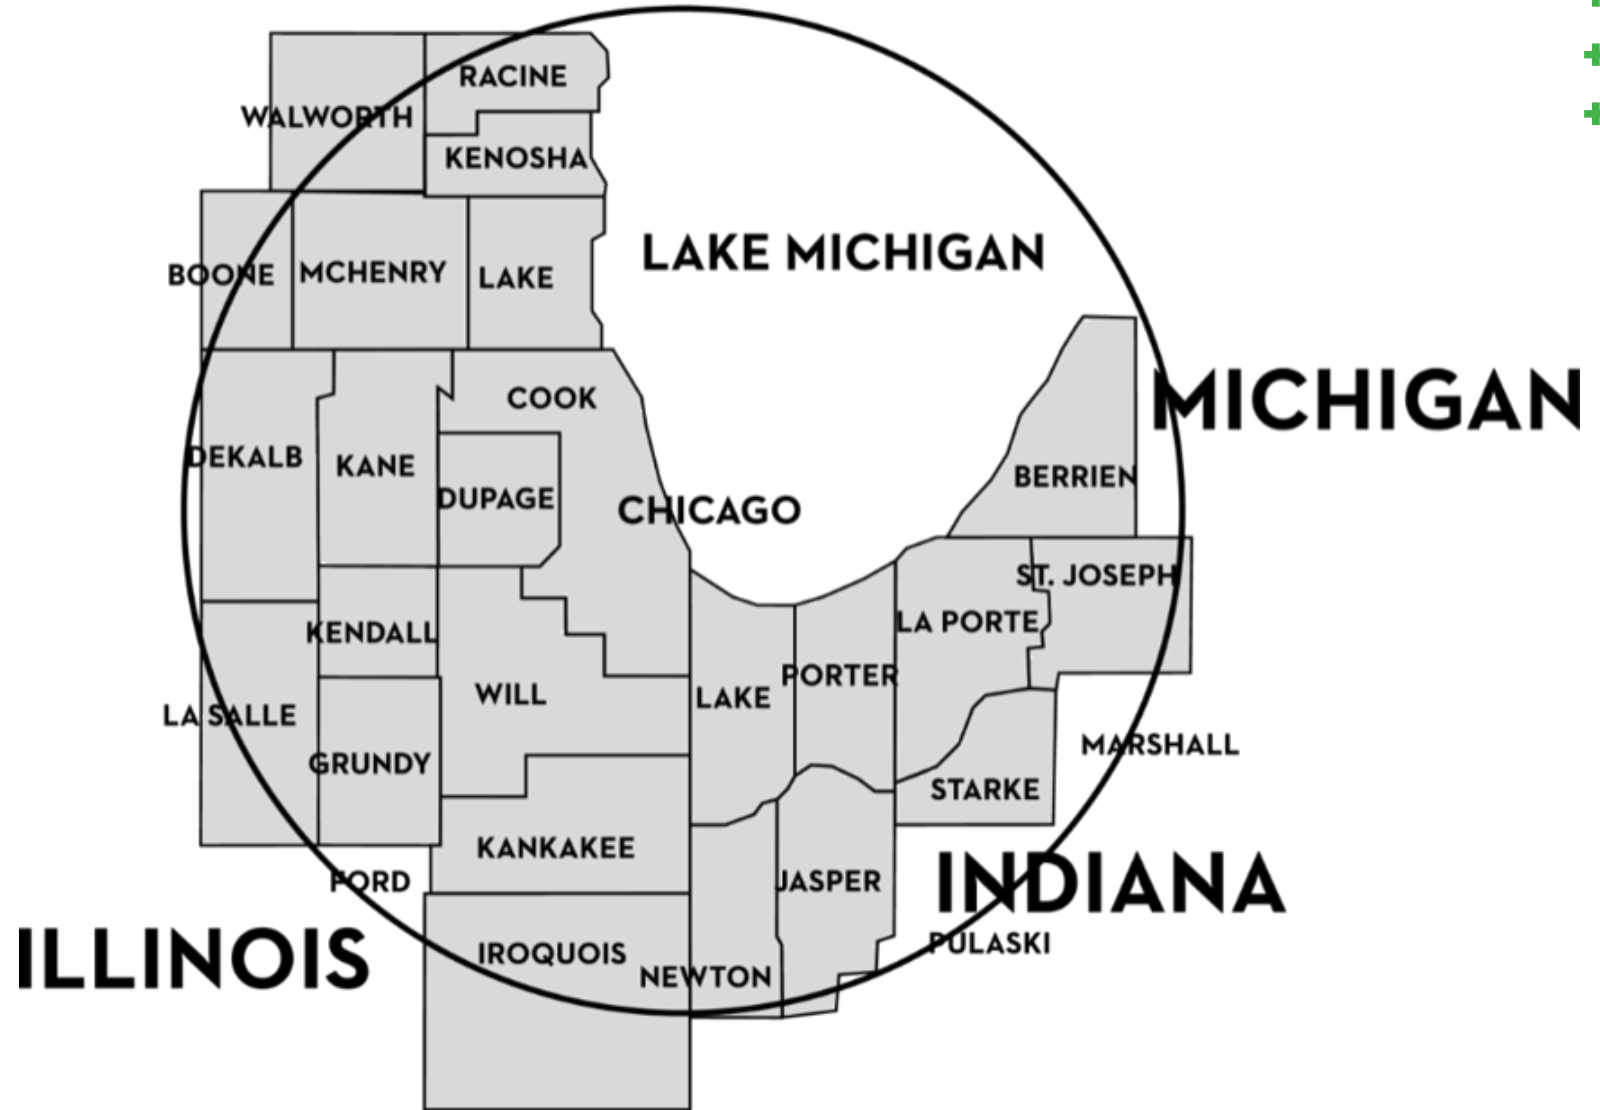 RACINE
WALWORTH
KENOSHA
LAKE MICHIGAN
BOONE
MCHENRY
LAKE
COOK
MICHIGAN
DEKALB
KANE
DUPAGE
CHICAGO
BERRIEN
ST. JOSEPH
KENDALL
LA PORTE
WILL
LAKE
PORTER
LA SALLE
GRUNDY
MARSHALL
STARKE
KANKAKEE
FORD
JASPER
INDIANA
ILLINOIS
IROQUOIS
NEWTON
PULASKI